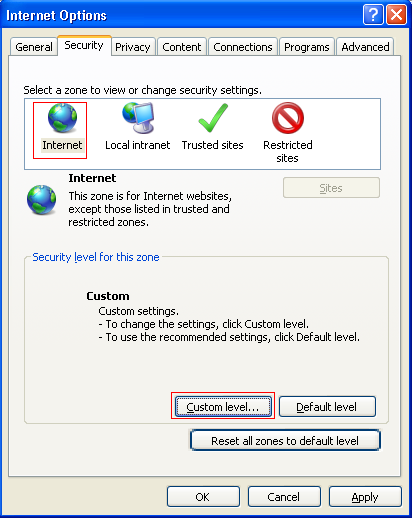 Internet Options
General Security Privacy Content Connections Programs Advanced
Select a zone to view or change security settings.
Internet Local intranet Trusted sites Restricted
sites
Internet
Sites
This zone is for Internet websites,
except those listed in trusted and
restricted zones.
Security level for this zone
Custom
Custom settings.
- To change the settings, click Custom level.
- To use the recommended settings, click Default level.
Custom level... Default level
Reset all zones to default level
OK Cancel Apply